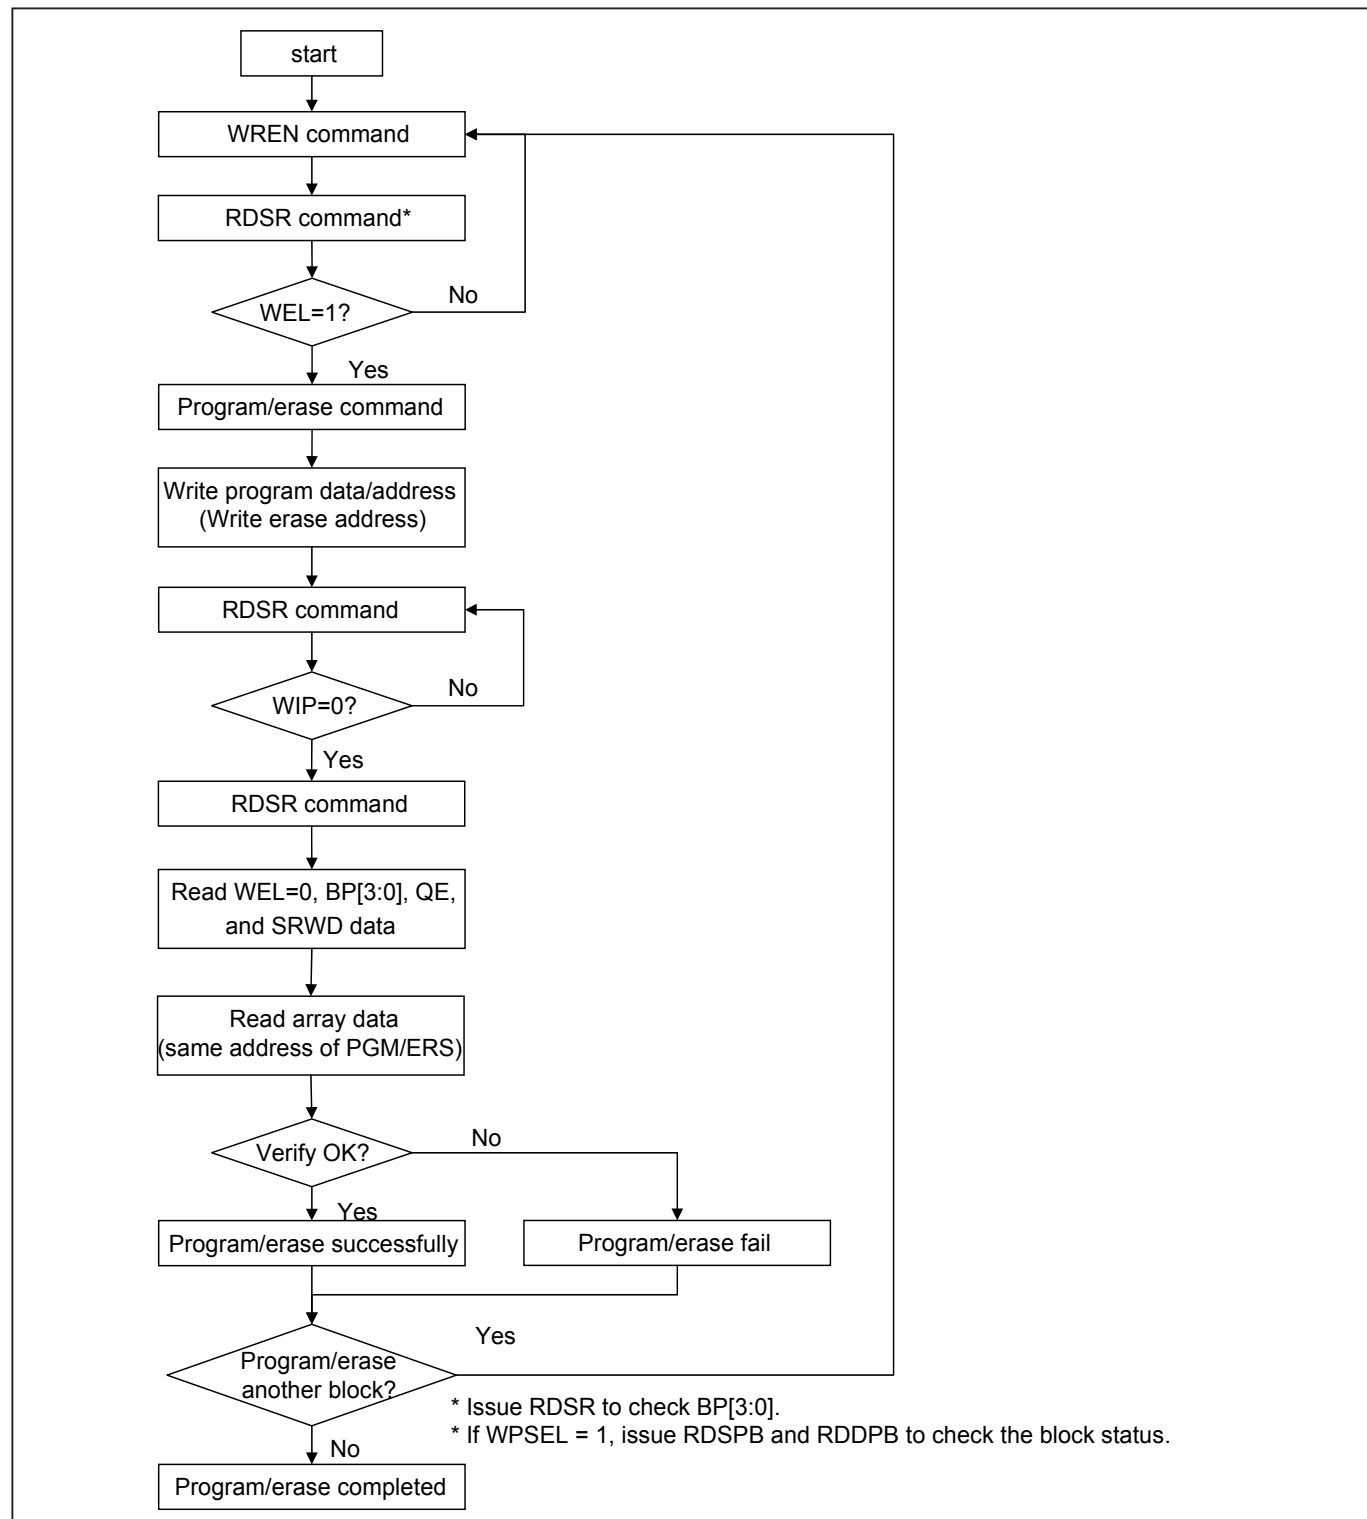 start
WREN command
RDSR command*
WEL=1?
No
Yes
Program/erase command
Write program data/address
(Write erase address)
RDSR command
WIP=0?
No
Yes
RDSR command
Read WEL=0, BP[3:0], QE,
and SRWD data
Read array data
(same address of PGM/ERS)
Verify OK?
No
Yes
Program/erase successfully
Program/erase fail
Program/erase
another block?
Yes
* Issue RDSR to check BP[3:0].
* If WPSEL = 1, issue RDSPB and RDDPB to check the block status.
No
Program/erase completed